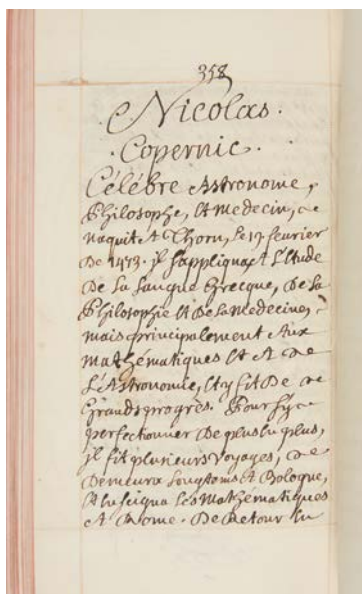 358
Nicolas.
Copernic.
Célébre Astronome,
Philosophe, Et Medecin,
naquit A Thorn, le 19. fevrier
De 1473. il s'appliqua A L'Etude
De La Langue Grecque, De La
Philosophie Et De La Medecine,
mais principalement Aux
mathématiques Et A
L'Astronomie, Et y fit De
Grands progrès. Pour s'y
perfectionner De plus En plus,
il fit plusieurs Voyages,
Demeura Longtems A Bologne,
Enseigna Les Mathématiques
A Rome. De Retour En